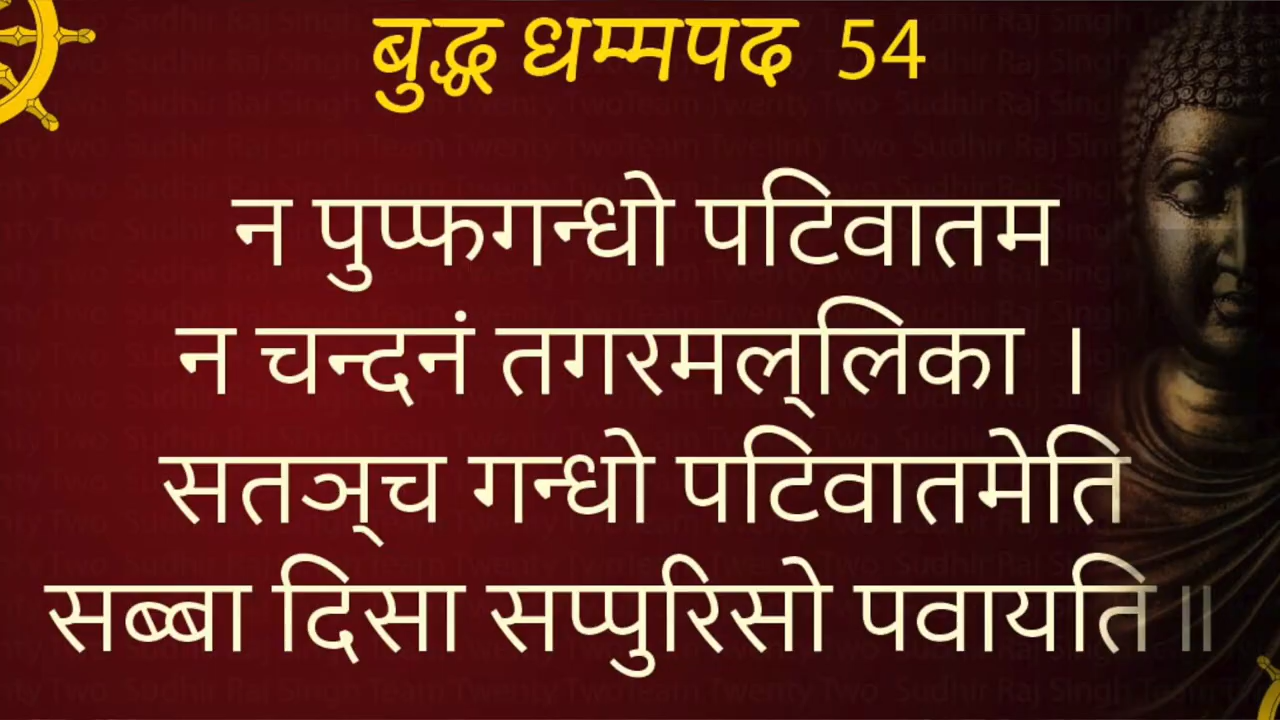 बुद्ध धम्मपद 54
न पुप्फगन्धो पटिवातम
न चन्दनं तगरमल्‌लिका ।
सतञ्‌च गन्धो पटिवातमेति
सब्बा दिसा सप्पुरिसो पवायति ॥